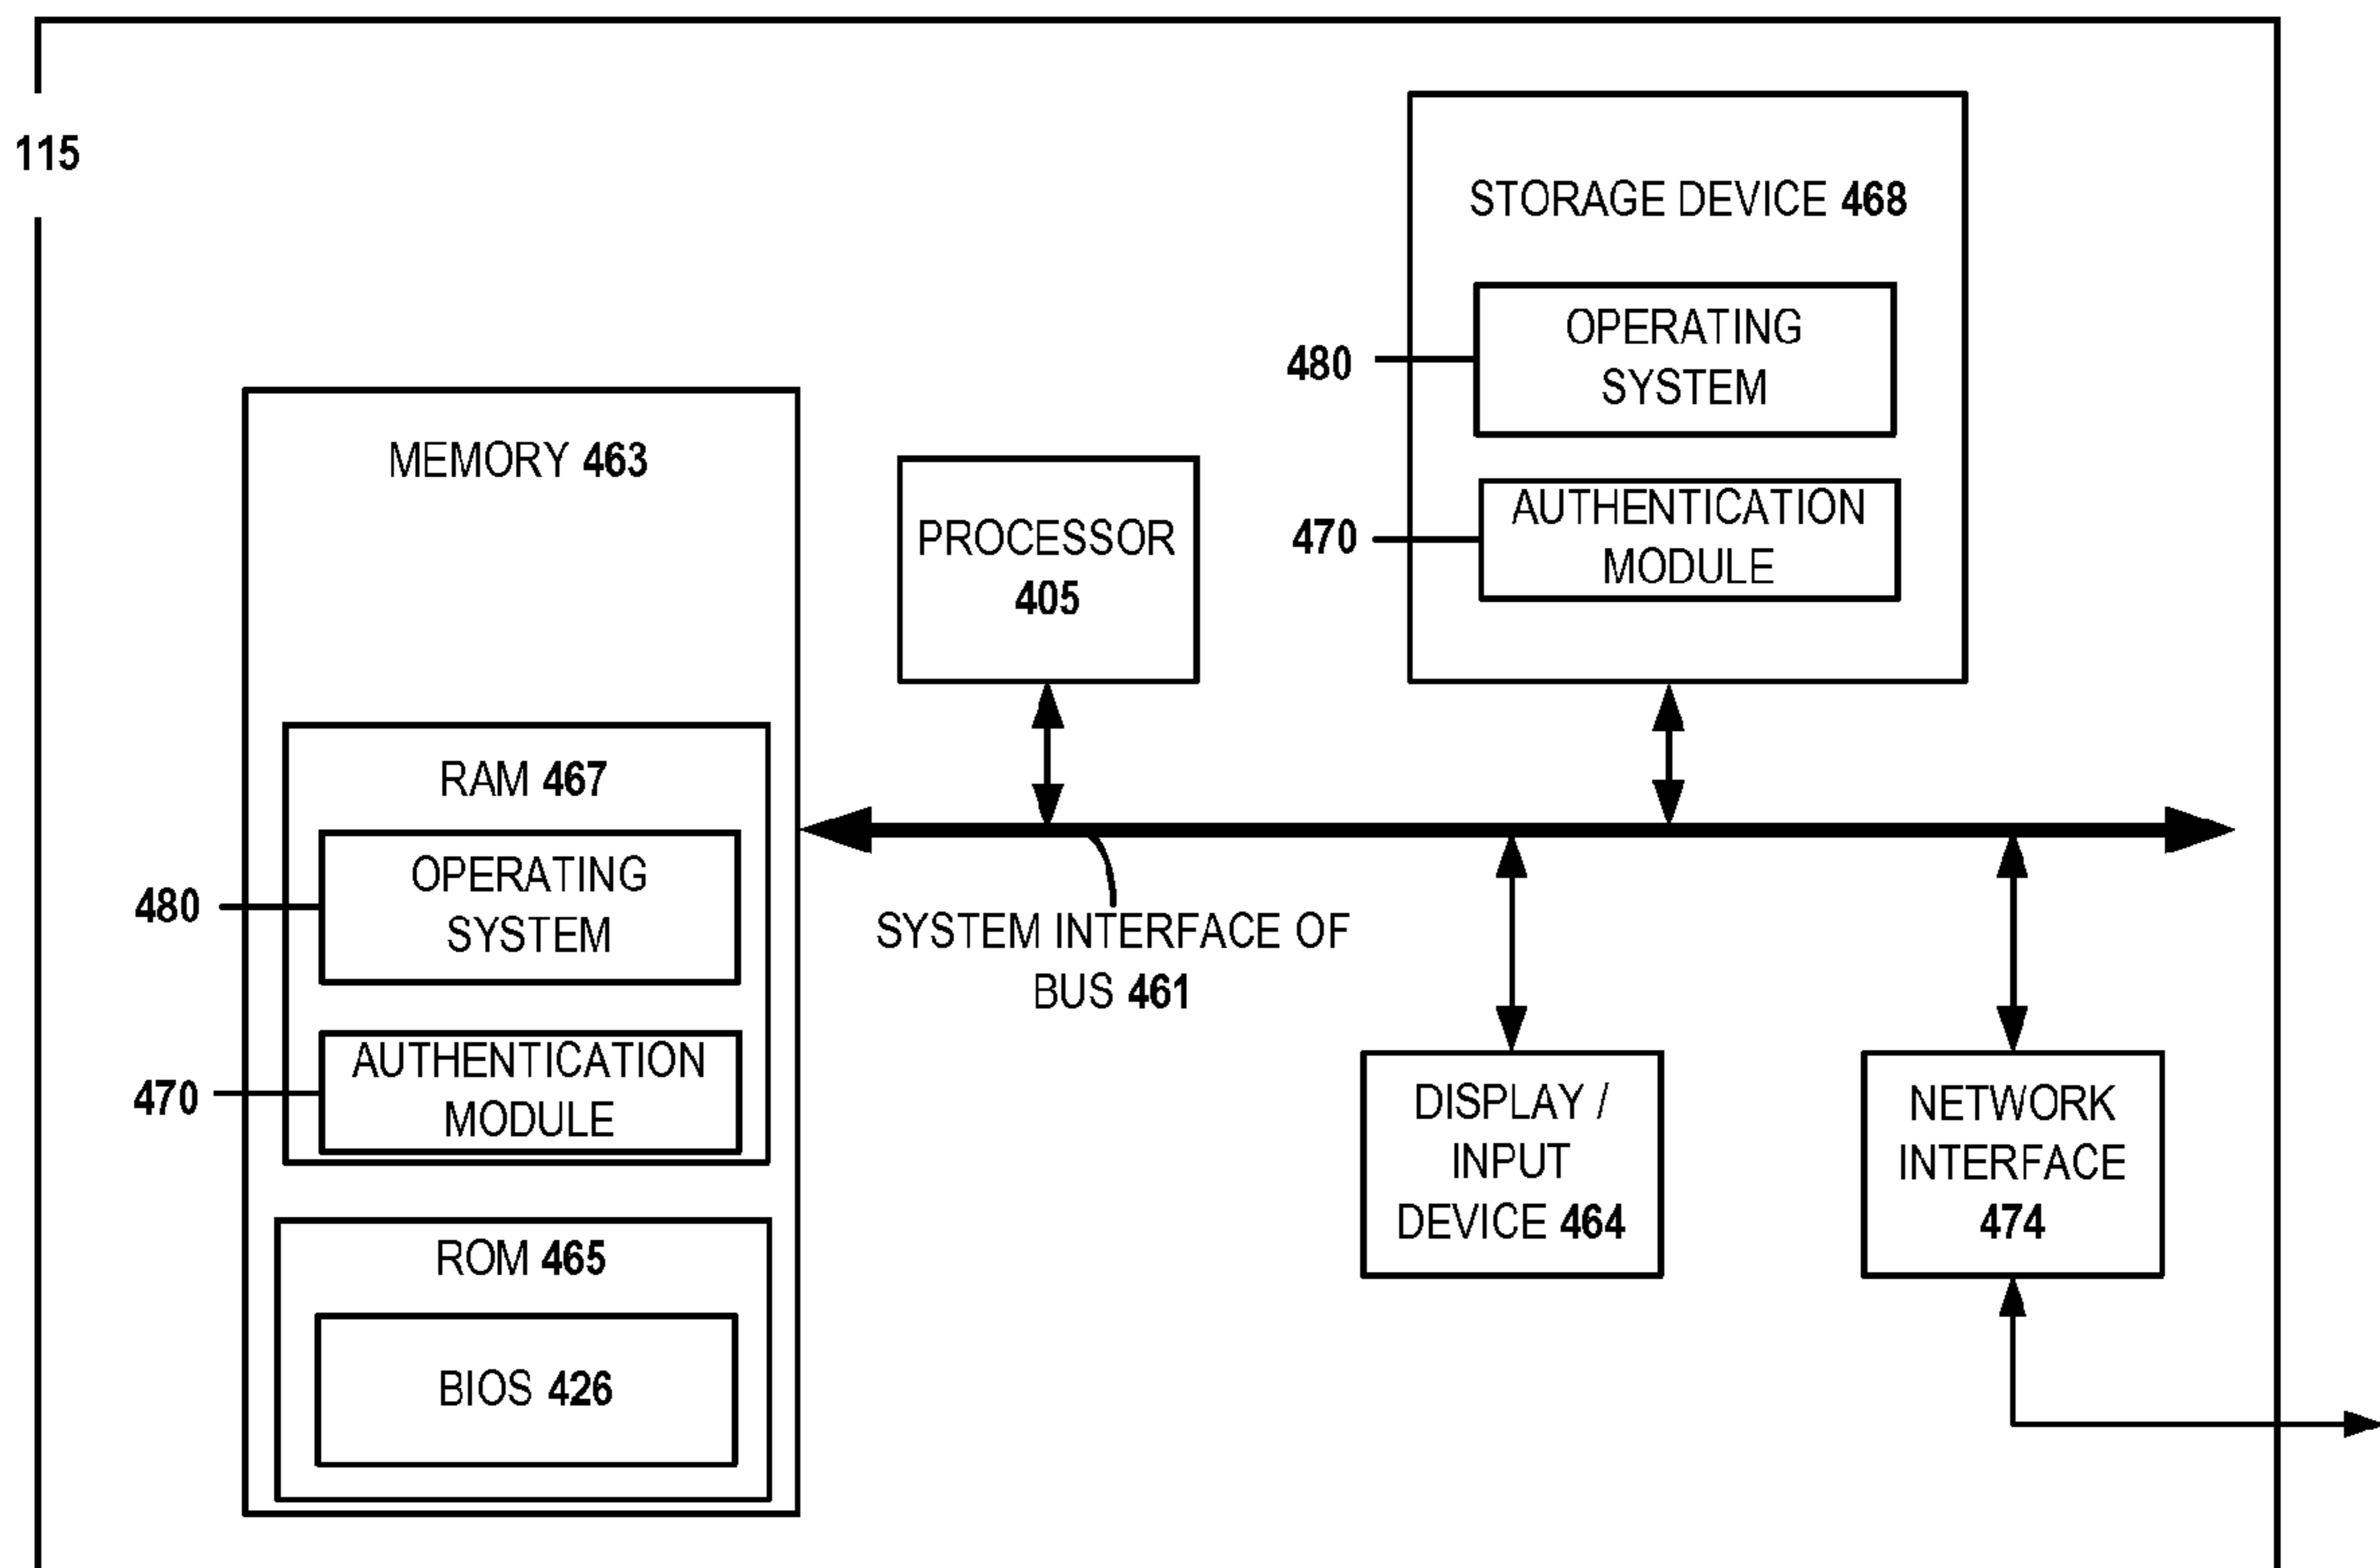 115
STORAGE DEVICE 468
480
OPERATING
SYSTEM
470
AUTHENTICATION
MODULE
MEMORY 463
PROCESSOR
405
RAM 467
480
OPERATING
SYSTEM
470
AUTHENTICATION
MODULE
ROM 465
BIOS 426
SYSTEM INTERFACE OF
BUS 461
DISPLAY /
INPUT
DEVICE 464
NETWORK
INTERFACE
474